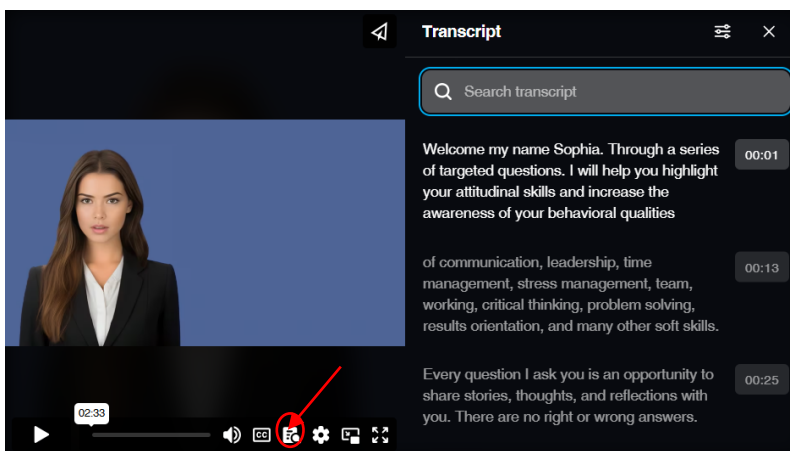 Transcript
Search transcript
Welcome my name Sophia. Through a series
of targeted questions. I will help you highlight
your attitudinal skills and increase the
awareness of your behavioral qualities
00:01
of communication, leadership, time
management, stress management, team,
working, critical thinking, problem solving,
results orientation, and many other soft skills.
00:13
Every question I ask you is an opportunity to
share stories, thoughts, and reflections with
you. There are no right or wrong answers.
00:25
02:33
CC